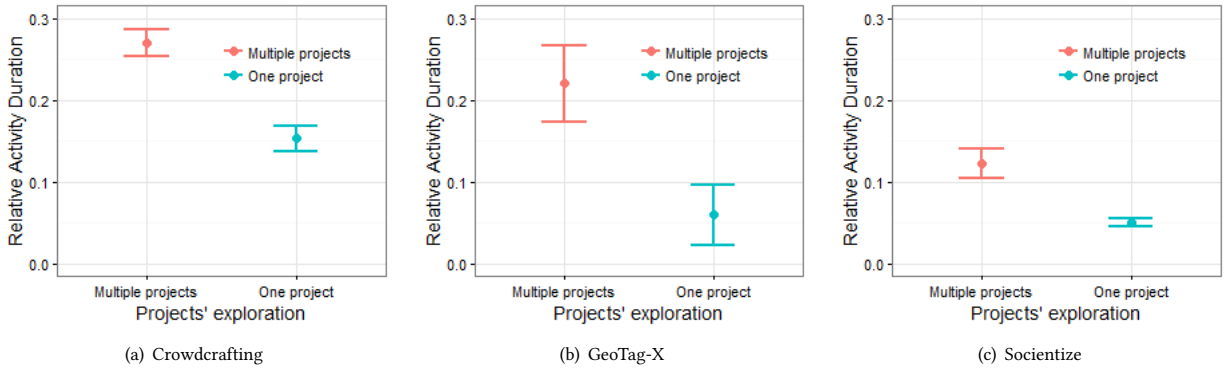 Relative Activity Duration
0.3
0.2
0.1
0.0
Multiple projects
One project
Multiple projects
One project
Projects' exploration
(a) Crowdcrafting
Relative Activity Duration
0.3
0.2
0.1
0.0
Multiple projects
One project
Multiple projects
One project
Projects' exploration
(b) GeoTag-X
Relative Activity Duration
0.3
0.2
0.1
0.0
Multiple projects
One project
Multiple projects
One project
Projects' exploration
(c) Socientize